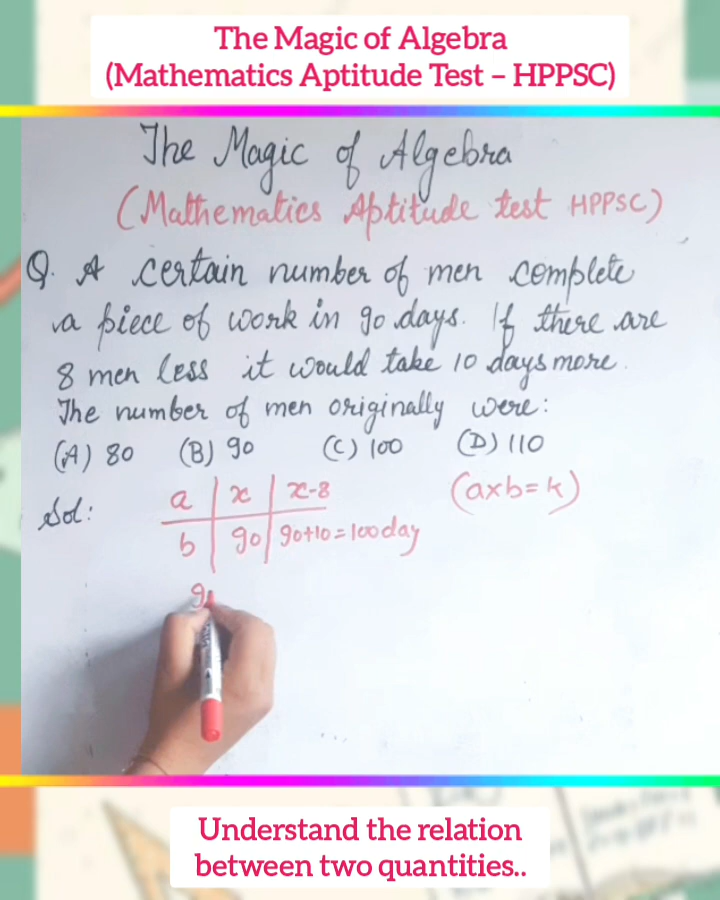 The Magic of Algebra
(Mathematics Aptitude Test – HPPSC)
The Magic of Algebra
(Mathematics Aptitude test HPPSC)
Q. A certain number of men complete
a piece of work in 90 days. If there are
8 men less it would take 10 days more.
The number of men originally were:
(A) 80 (B) 90 (C) 100 (D) 110
Sol:
a | x | x-8 (a×b=k)
b | 90 | 90+10=100day
9
Understand the relation
between two quantities..